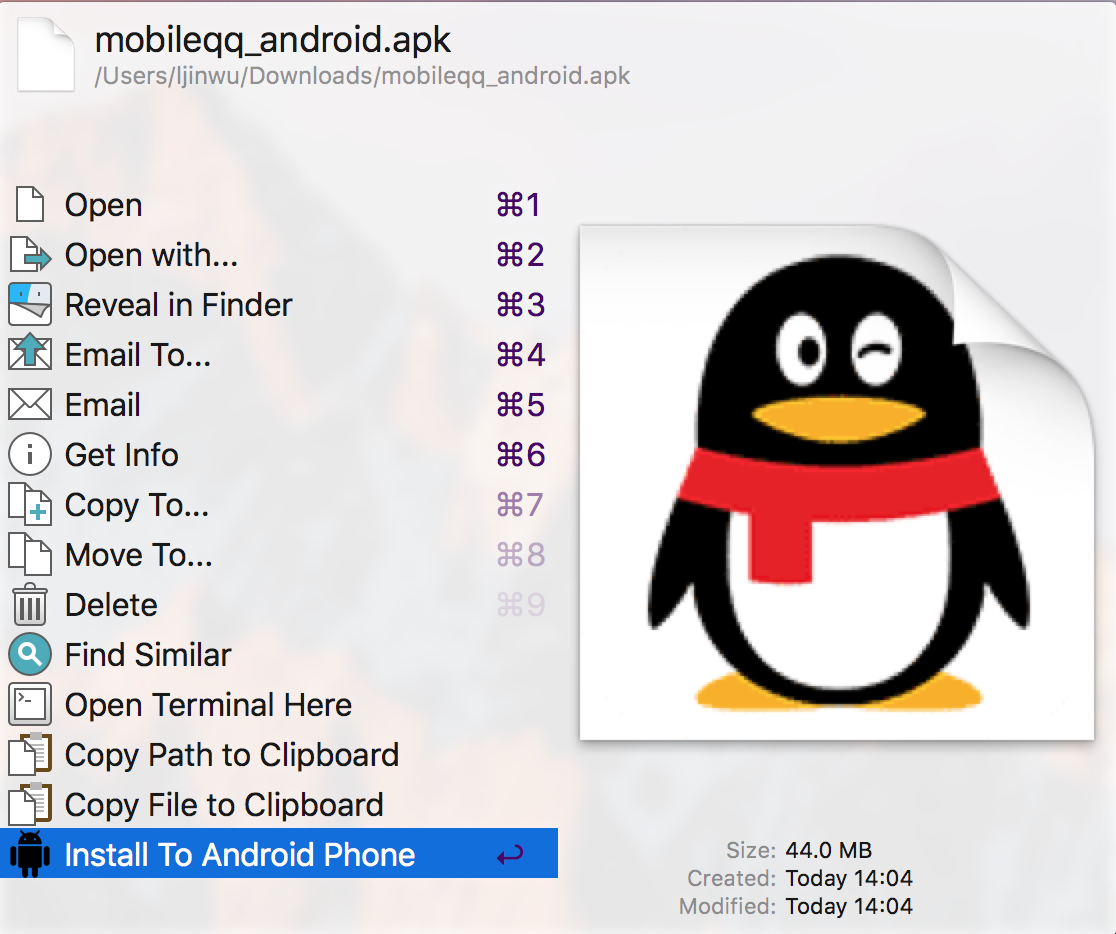 mobileqq_android.apk
/Users/ljinwu/Downloads/mobileqq_android.apk
Open ⌘1
Open with... ⌘2
Reveal in Finder ⌘3
Email To... ⌘4
Email ⌘5
Get Info ⌘6
Copy To... ⌘7
Move To... ⌘8
Delete ⌘9
Find Similar
Open Terminal Here
Copy Path to Clipboard
Copy File to Clipboard
Install To Android Phone
Size: 44.0 MB
Created: Today 14:04
Modified: Today 14:04